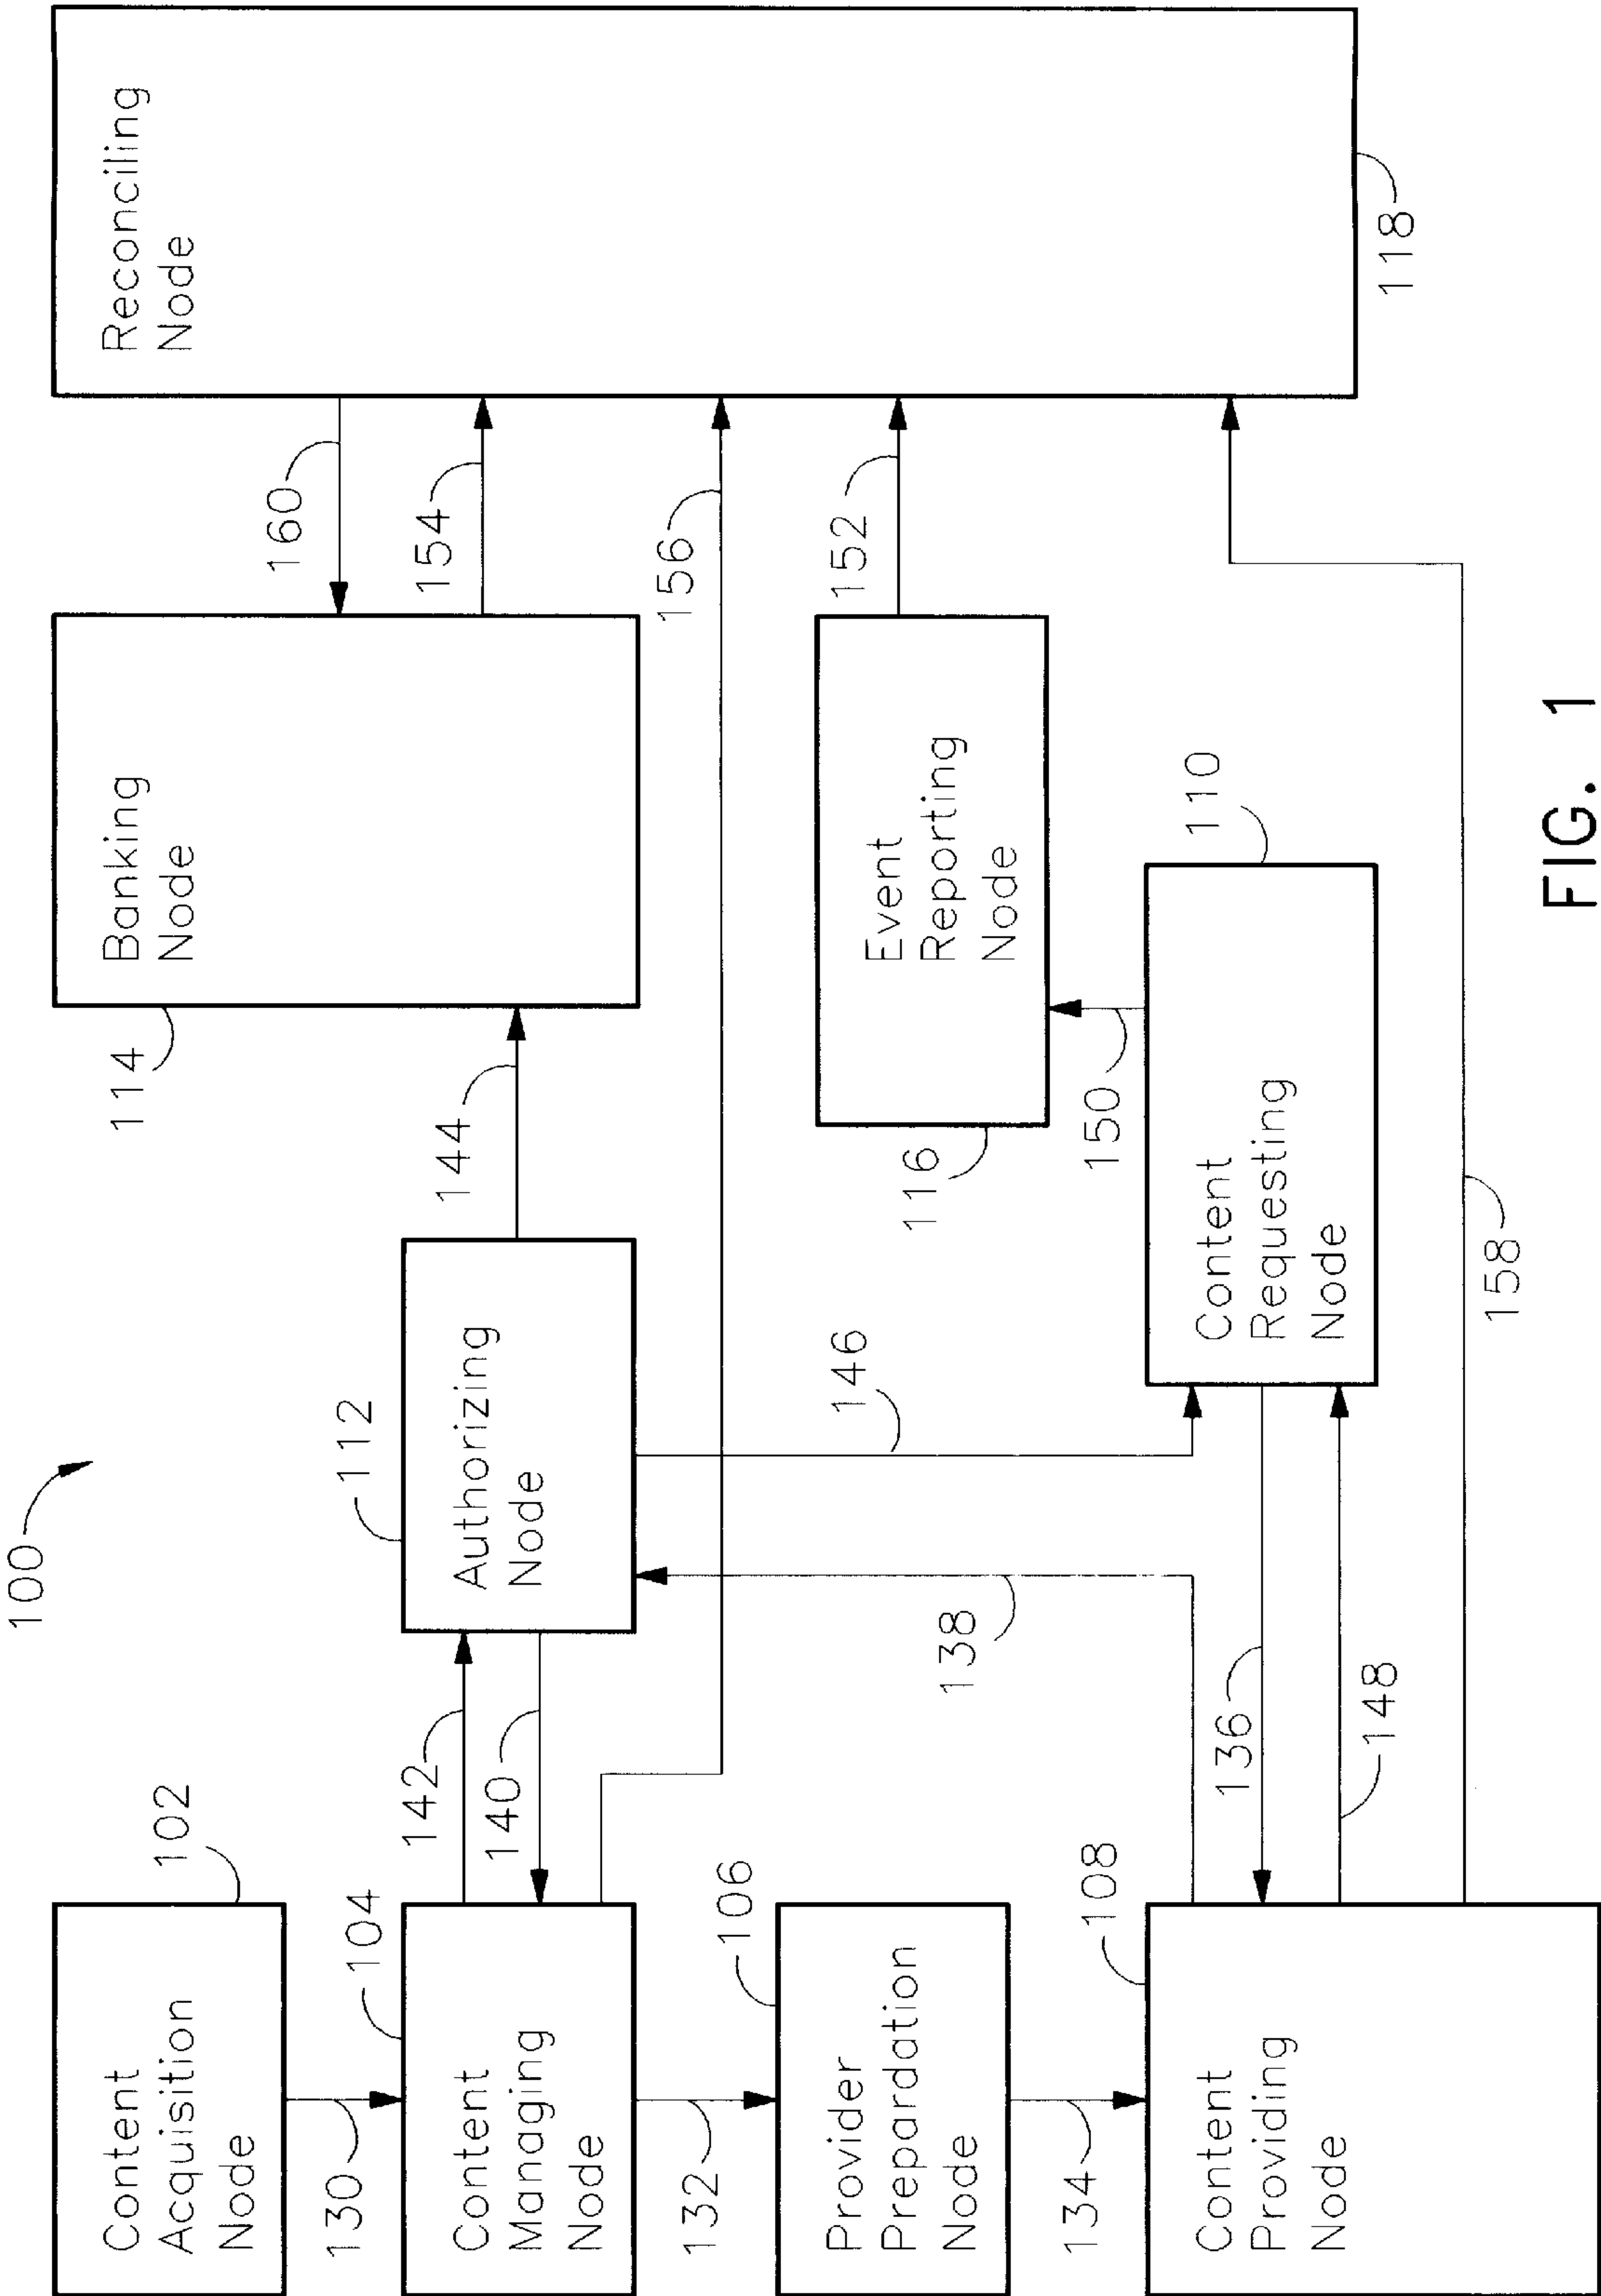 100
Content
Acquisition
Node
102
130
Content
Managing
Node
104
142
140
112
Authorizing
Node
144
114
Banking
Node
160
154
156
Reconciling
Node
118
132
106
Provider
Prepardation
Node
134
108
Content
Providing
Node
138
146
136
148
Content
Requesting
Node
110
150
116
Event
Reporting
Node
152
158
FIG. 1